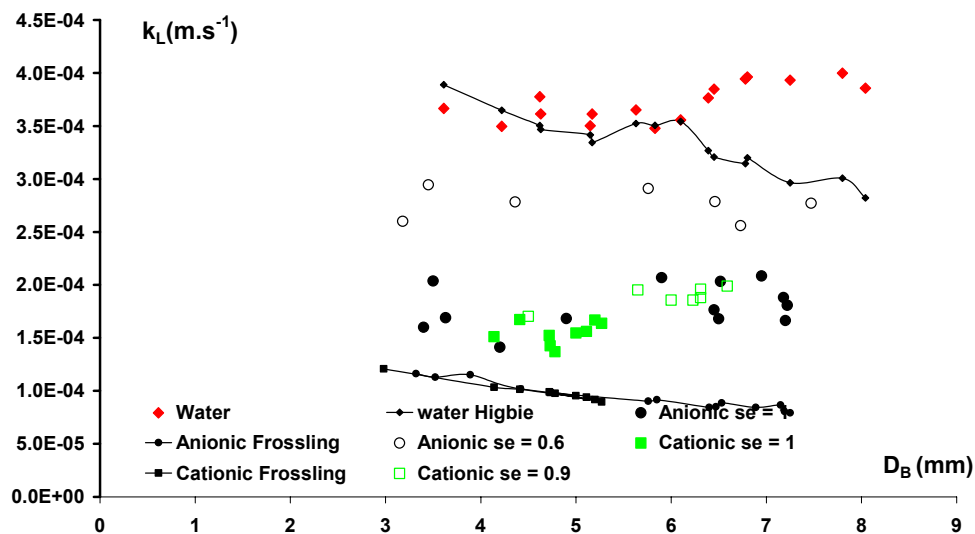 4.5E-04
k_L(m.s⁻¹)
4.0E-04
3.5E-04
3.0E-04
2.5E-04
2.0E-04
1.5E-04
1.0E-04
Water
water Higbie
Anionic se = 1
5.0E-05
Anionic Frossling
Anionic se = 0.6
Cationic se = 1
Cationic Frossling
Cationic se = 0.9
D_B (mm)
0.0E+00
0 1 2 3 4 5 6 7 8 9